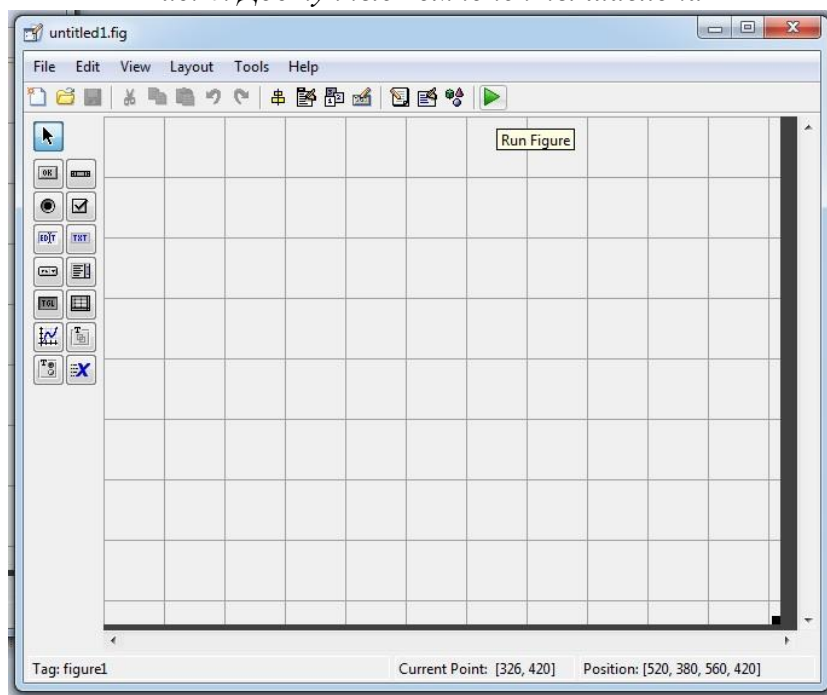 untitled1.fig
File Edit View Layout Tools Help
Run Figure
OK
EDIT TXT
TGL
Tag: figure1 Current Point: [326, 420] Position: [520, 380, 560, 420]